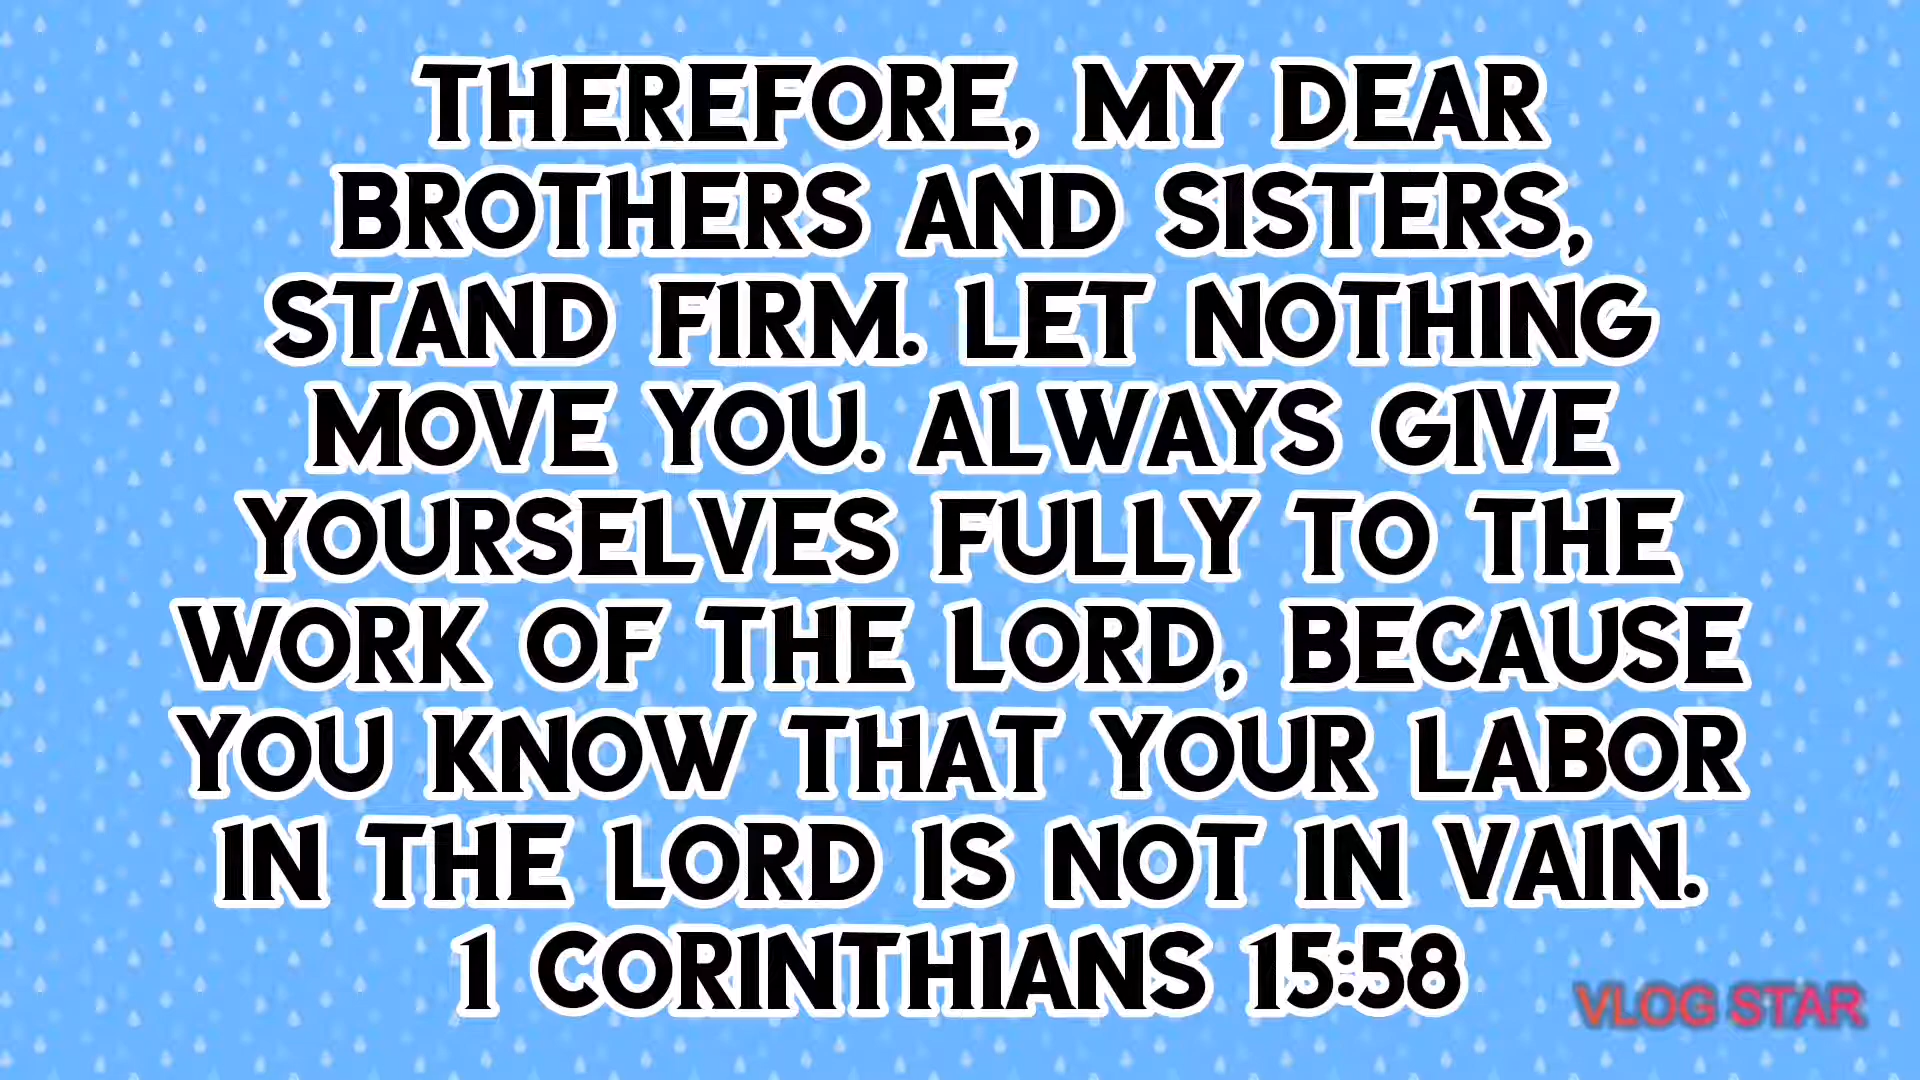 THEREFORE, MY DEAR
BROTHERS AND SISTERS,
STAND FIRM. LET NOTHING
MOVE YOU. ALWAYS GIVE
YOURSELVES FULLY TO THE
WORK OF THE LORD, BECAUSE
YOU KNOW THAT YOUR LABOR
IN THE LORD IS NOT IN VAIN.
1 CORINTHIANS 15:58
VLOG STAR